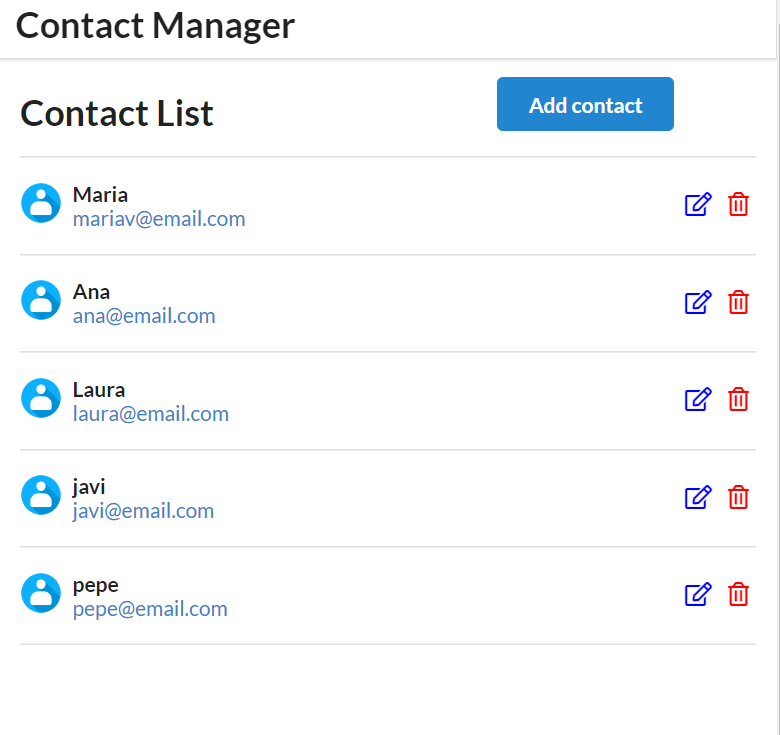 Contact Manager
Contact List
Add contact
Maria
mariav@email.com
Ana
ana@email.com
Laura
laura@email.com
javi
javi@email.com
pepe
pepe@email.com